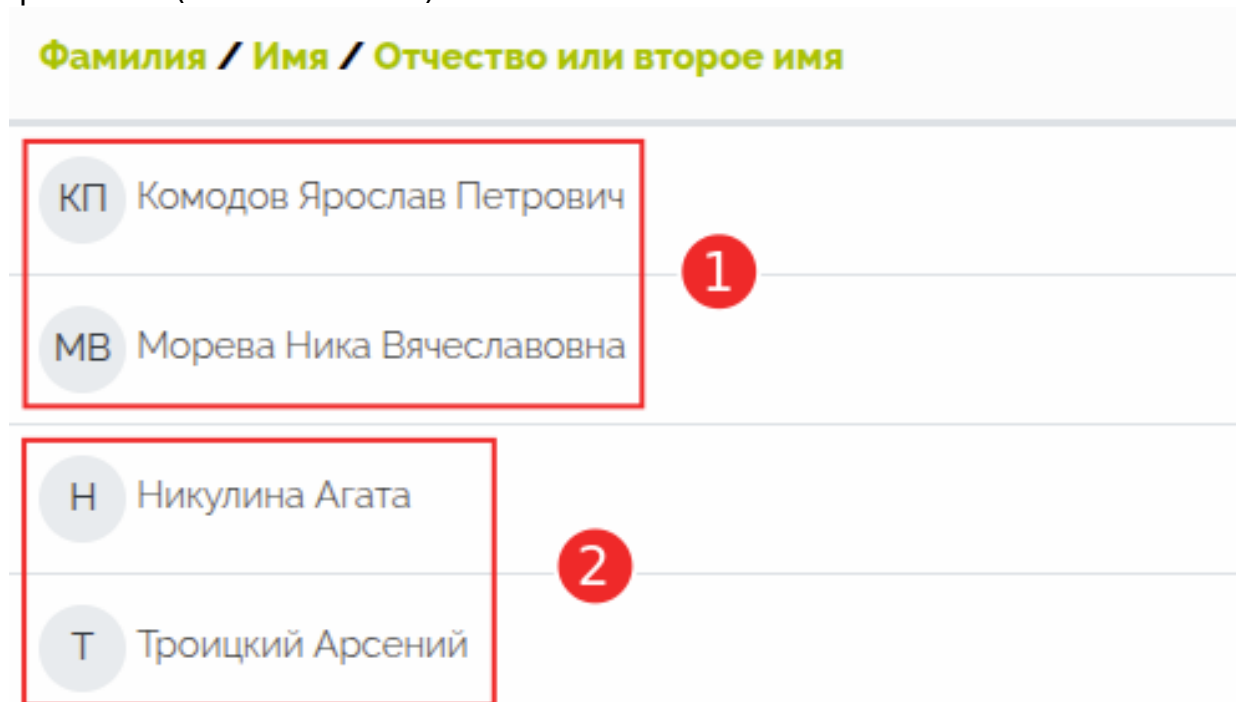 Фамилия / Имя / Отчество или второе имя
КП Комодов Ярослав Петрович
1
МВ Морева Ника Вячеславовна
Н Никулина Агата
2
Т Троицкий Арсений